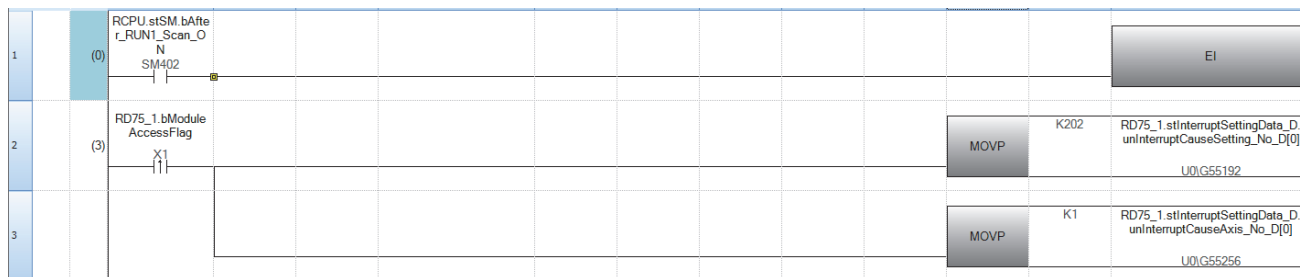 RCPU.stSM.bAfte
r_RUN1_Scan_O
N
1
(0)
SM402
EI
RD75_1.bModule
AccessFlag
K202
RD75_1.stInterruptSettingData_D.
unInterruptCauseSetting_No_D[0]
2
(3)
X1
MOVP
U0\G55192
K1
RD75_1.stInterruptSettingData_D.
unInterruptCauseAxis_No_D[0]
3
MOVP
U0\G55256